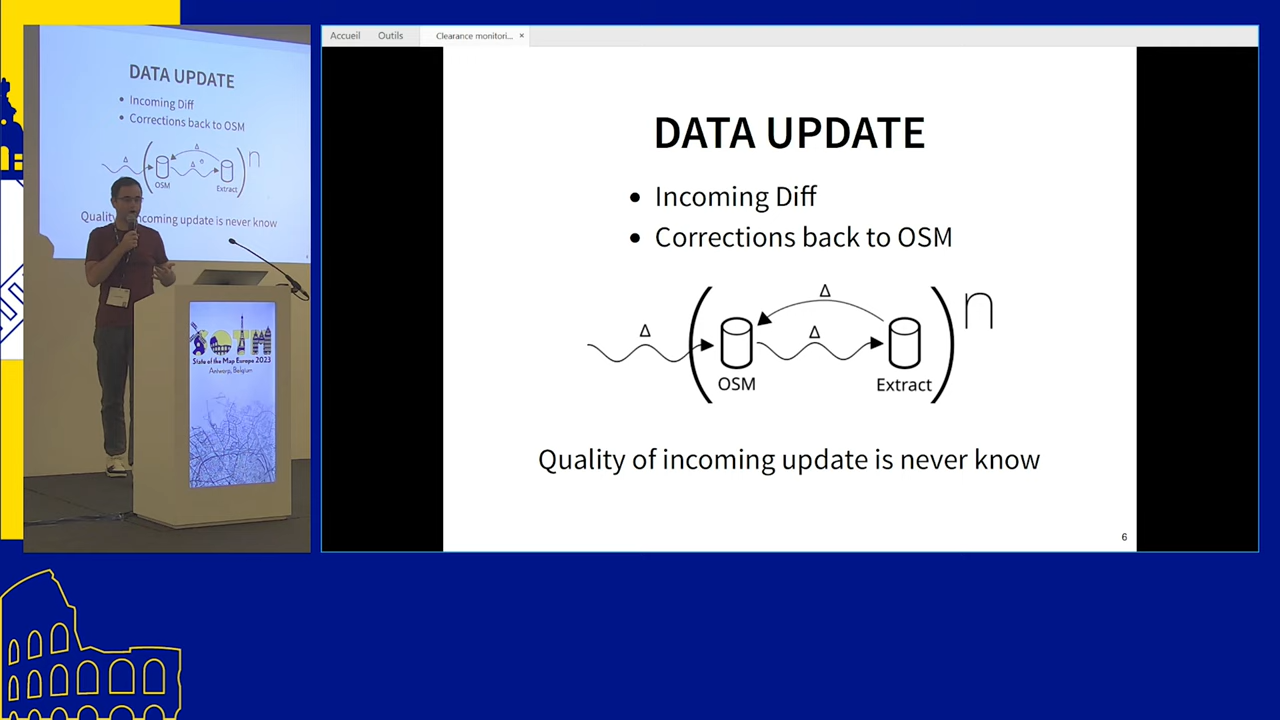 DATA UPDATE
• Incoming Diff
• Corrections back to OSM
Δ
Δ
Δ
n
OSM
Extract
Quality
incoming update is never know
SOTM
State of the Map Europe 2023
Antwerp, Belgium
Accueil
Outils
Clearance monitori... ×
DATA UPDATE
• Incoming Diff
• Corrections back to OSM
Δ
Δ
Δ
n
OSM
Extract
Quality of incoming update is never know
6